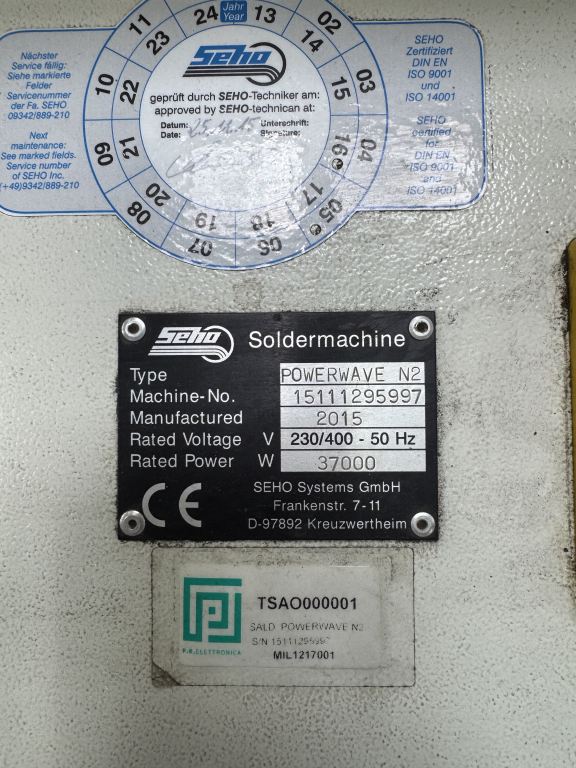 Nächster
Service fällig:
Siehe markierte
Felder
Servicenummer
der Fa. SEHO
09342/889-210
Next
maintenance:
See marked fields.
Service number
of SEHO Inc.
(+49)9342/889-210
Jahr
Year
13
14
15
16
17
18
19
20
21
22
23
24
02
03
04
05
06
07
08
09
10
11
Seho
geprüft durch SEHO-Techniker am:
approved by SEHO-technican at:
Datum: Unterschrift:
Date: Signature:
SEHO
Zertifiziert
DIN EN
ISO 9001
und
ISO 14001
SEHO
certified
for
DIN EN
ISO 9001
and
ISO 14001
Seho Soldermachine
Type POWERWAVE N2
Machine-No. 15111295997
Manufactured 2015
Rated Voltage V 230/400 - 50 Hz
Rated Power W 37000
CE
SEHO Systems GmbH
Frankenstr. 7-11
D-97892 Kreuzwertheim
TSAO000001
SALD. POWERWAVE N2
MIL1217001
P.R.ELETTRONICA